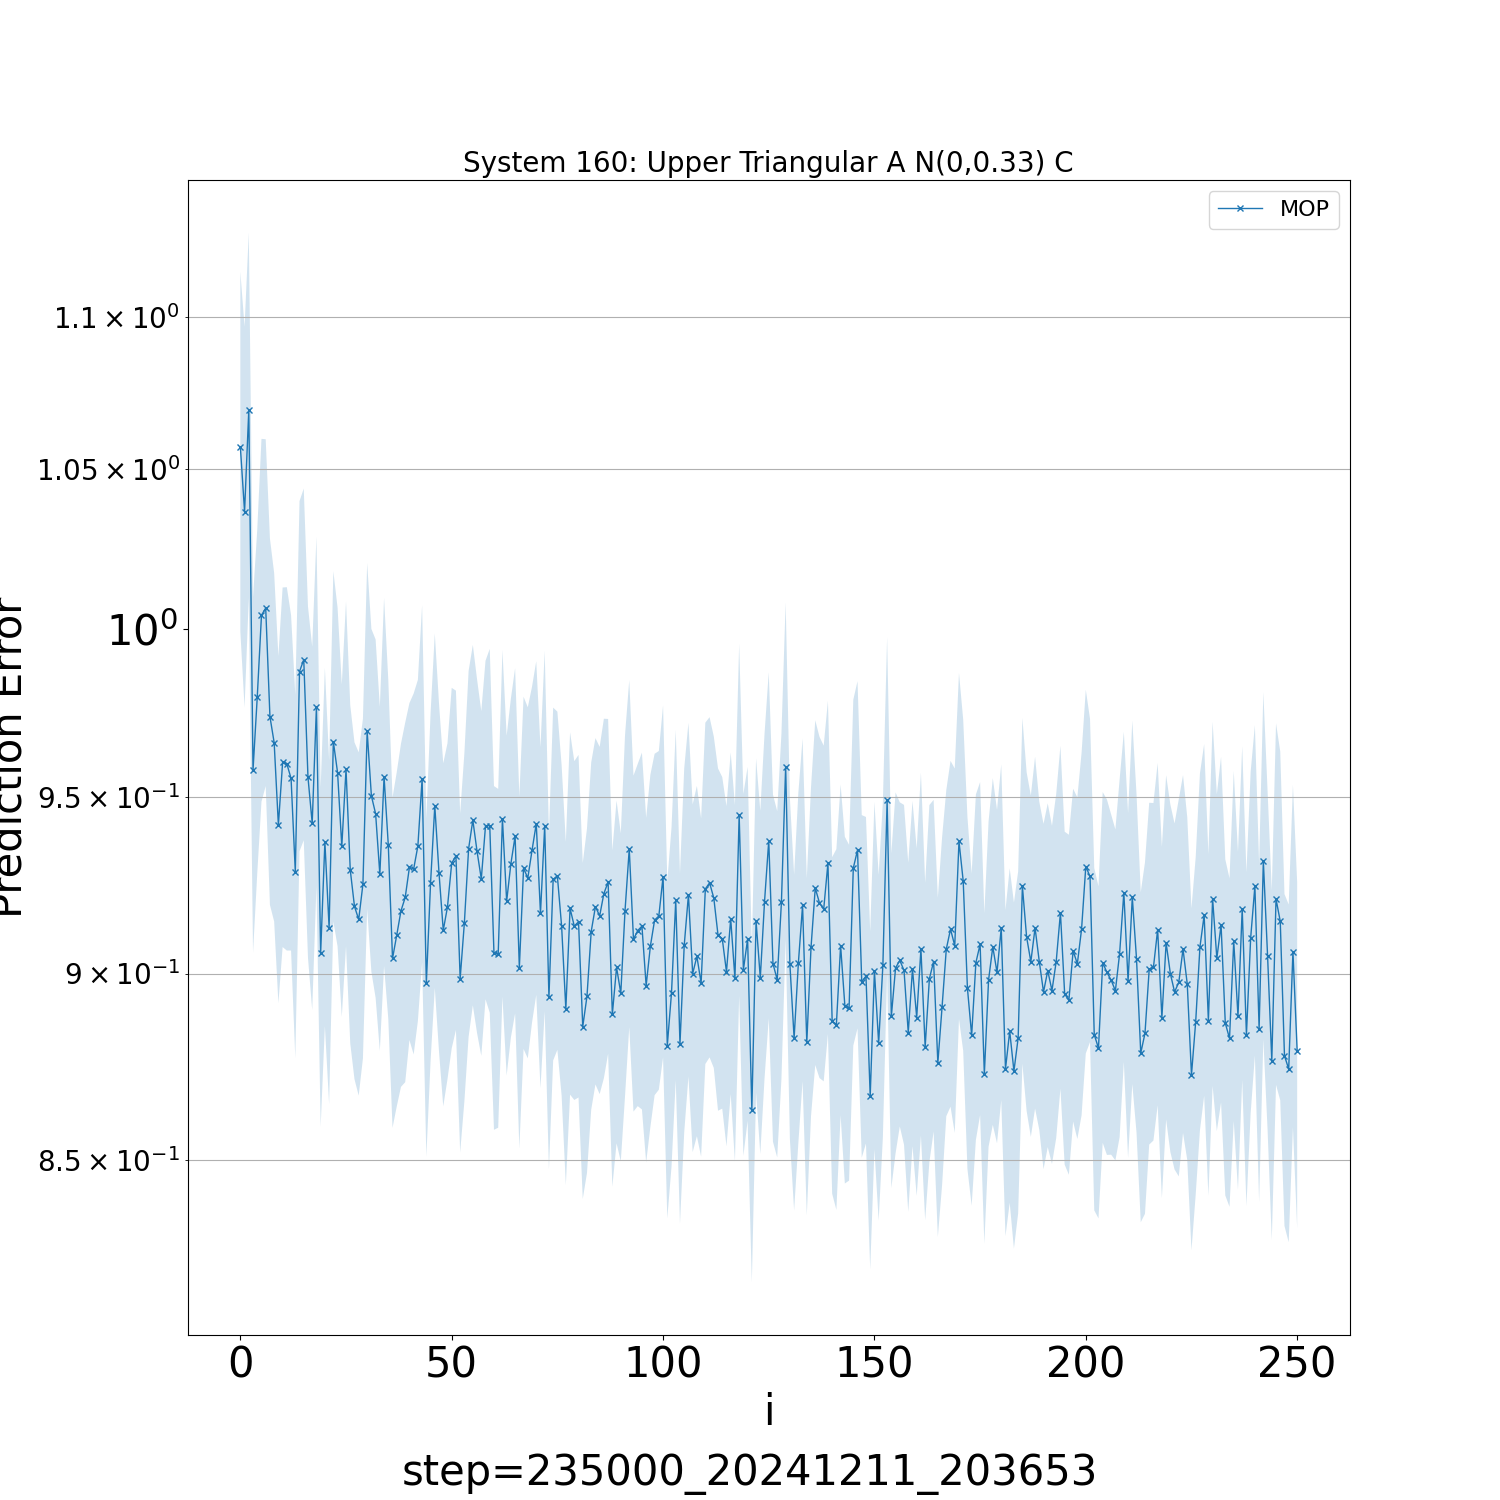 System 160: Upper Triangular A N(0,0.33) C
MOP
1.1 × 10⁰
1.05 × 10⁰
10⁰
9.5 × 10⁻¹
9 × 10⁻¹
8.5 × 10⁻¹
Prediction Error
0 50 100 150 200 250
i
step=235000_20241211_203653